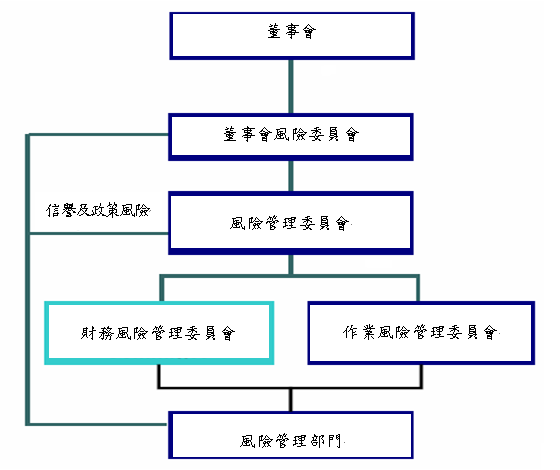 董事會
董事會風險委員會
信譽及政策風險
風險管理委員會
財務風險管理委員會
作業風險管理委員會
風險管理部門